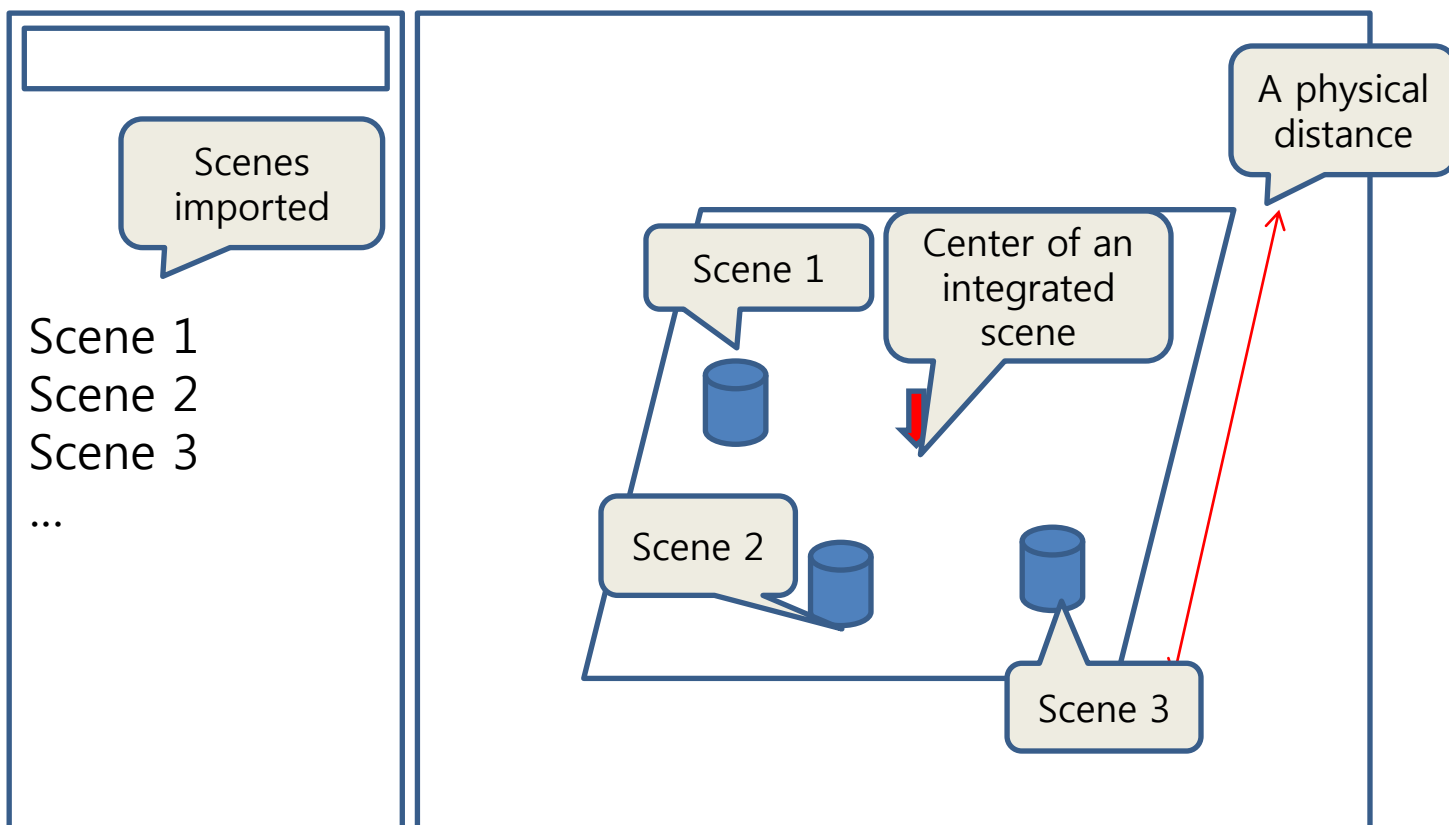 Scenes
imported
Scene 1
Scene 2
Scene 3
...
A physical
distance
Scene 1
Center of an
integrated
scene
Scene 2
Scene 3